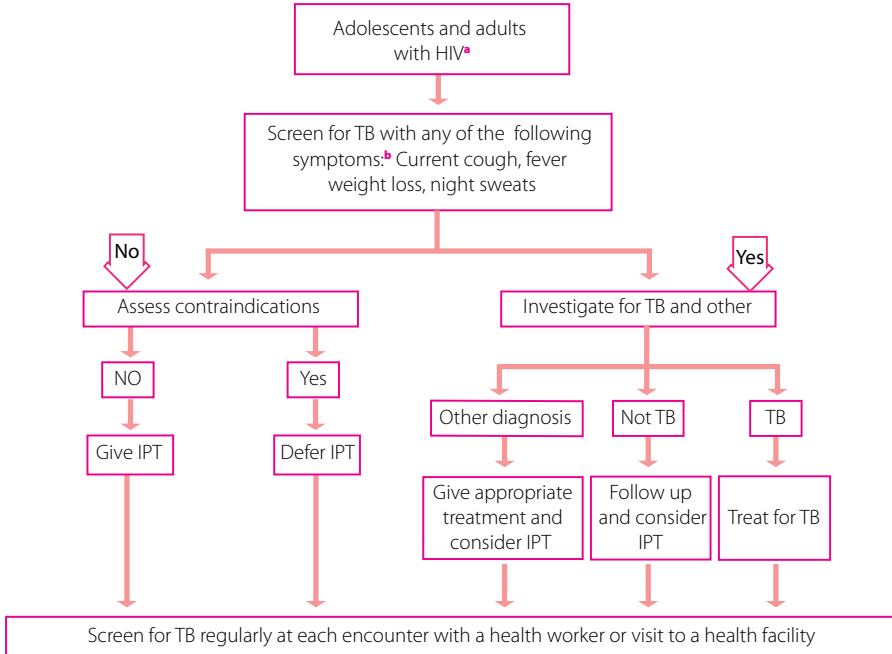 Adolescents and adults
with HIVᵃ
Screen for TB with any of the following
symptoms:ᵇ Current cough, fever
weight loss, night sweats
No
Yes
Assess contraindications
Investigate for TB and other
NO
Yes
Other diagnosis
Not TB
TB
Give IPT
Defer IPT
Give appropriate
treatment and
consider IPT
Follow up
and consider
IPT
Treat for TB
Screen for TB regularly at each encounter with a health worker or visit to a health facility